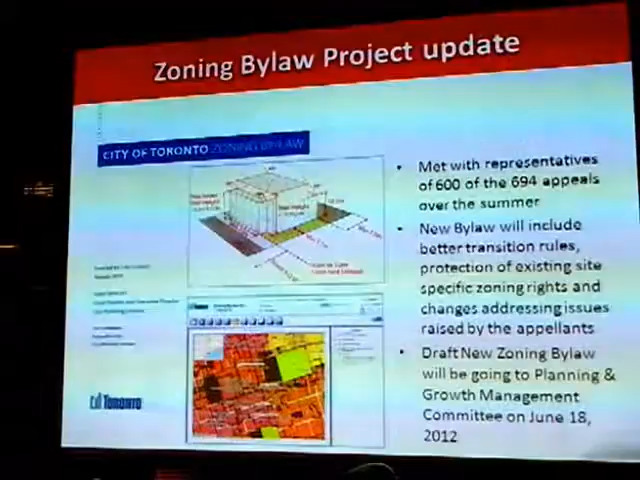 Zoning Bylaw Project update
CITY OF TORONTO ZONING BY-LAW
• Met with representatives
of 600 of the 694 appeals
over the summer
• New Bylaw will include
better transition rules,
protection of existing site
specific zoning rights and
changes addressing issues
raised by the appellants
• Draft New Zoning Bylaw
will be going to Planning &
Growth Management
Committee on June 18,
2012
TORONTO